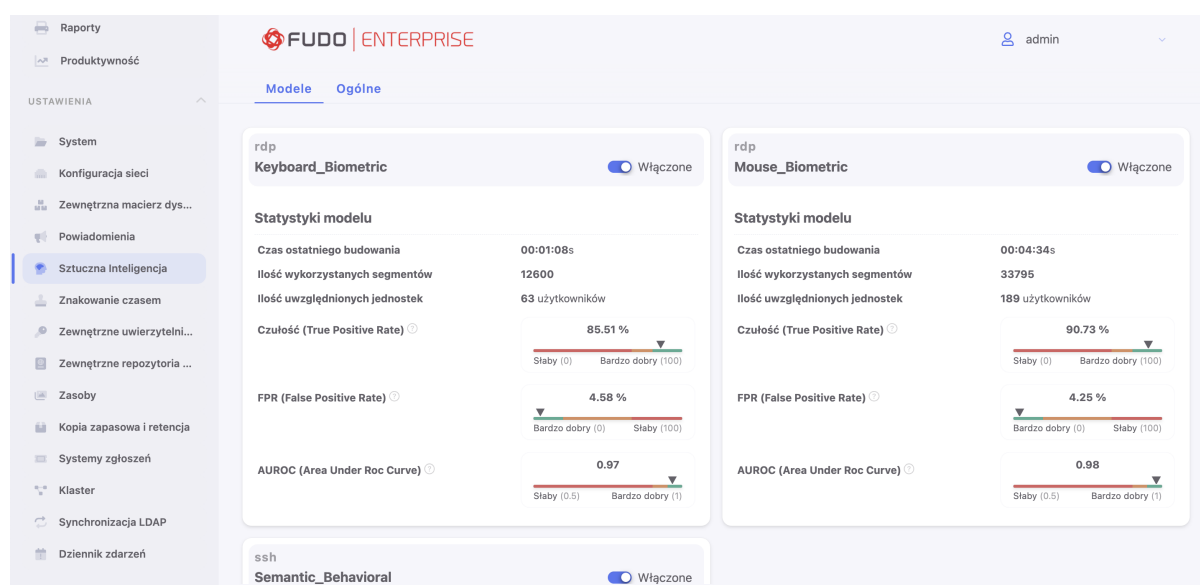 Raporty
Produktywność
USTAWIENIA
System
Konfiguracja sieci
Zewnętrzna macierz dys...
Powiadomienia
Sztuczna Inteligencja
Znakowanie czasem
Zewnętrzne uwierzytelni...
Zewnętrzne repozytoria ...
Zasoby
Kopia zapasowa i retencja
Systemy zgłoszeń
Klaster
Synchronizacja LDAP
Dziennik zdarzeń
FUDO ENTERPRISE
admin
Modele Ogólne
rdp
Keyboard_Biometric Włączone
Statystyki modelu
Czas ostatniego budowania 00:01:08s
Ilość wykorzystanych segmentów 12600
Ilość uwzględnionych jednostek 63 użytkowników
Czułość (True Positive Rate) ? 85.51 %
Słaby (0) Bardzo dobry (100)
FPR (False Positive Rate) ? 4.58 %
Bardzo dobry (0) Słaby (100)
AUROC (Area Under Roc Curve) ? 0.97
Słaby (0.5) Bardzo dobry (1)
rdp
Mouse_Biometric Włączone
Statystyki modelu
Czas ostatniego budowania 00:04:34s
Ilość wykorzystanych segmentów 33795
Ilość uwzględnionych jednostek 189 użytkowników
Czułość (True Positive Rate) ? 90.73 %
Słaby (0) Bardzo dobry (100)
FPR (False Positive Rate) ? 4.25 %
Bardzo dobry (0) Słaby (100)
AUROC (Area Under Roc Curve) ? 0.98
Słaby (0.5) Bardzo dobry (1)
ssh
Semantic_Behavioral Włączone